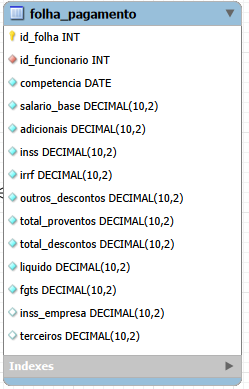 folha_pagamento
id_folha INT
id_funcionario INT
competencia DATE
salario_base DECIMAL(10,2)
adicionais DECIMAL(10,2)
inss DECIMAL(10,2)
irrf DECIMAL(10,2)
outros_descontos DECIMAL(10,2)
total_proventos DECIMAL(10,2)
total_descontos DECIMAL(10,2)
liquido DECIMAL(10,2)
fgts DECIMAL(10,2)
inss_empresa DECIMAL(10,2)
terceiros DECIMAL(10,2)
Indexes